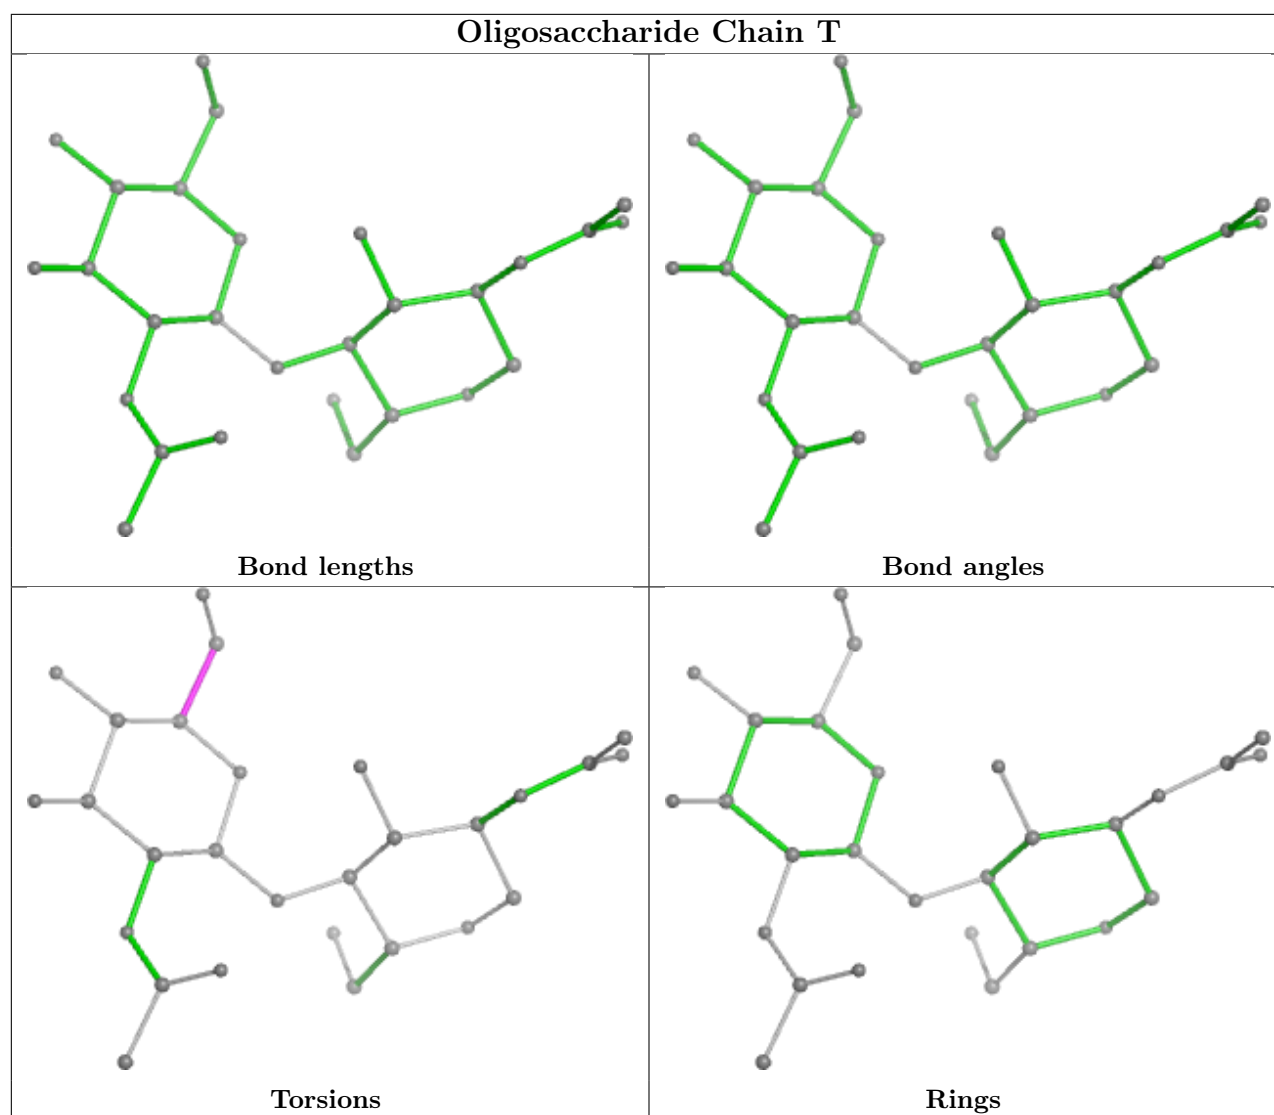 Oligosaccharide Chain T
Bond lengths
Bond angles
Torsions
Rings